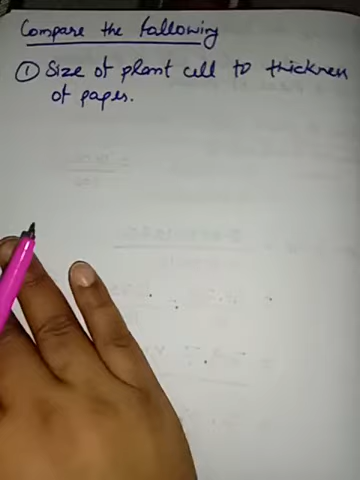 Compare the following
① Size of plant cell to thickness
of paper.